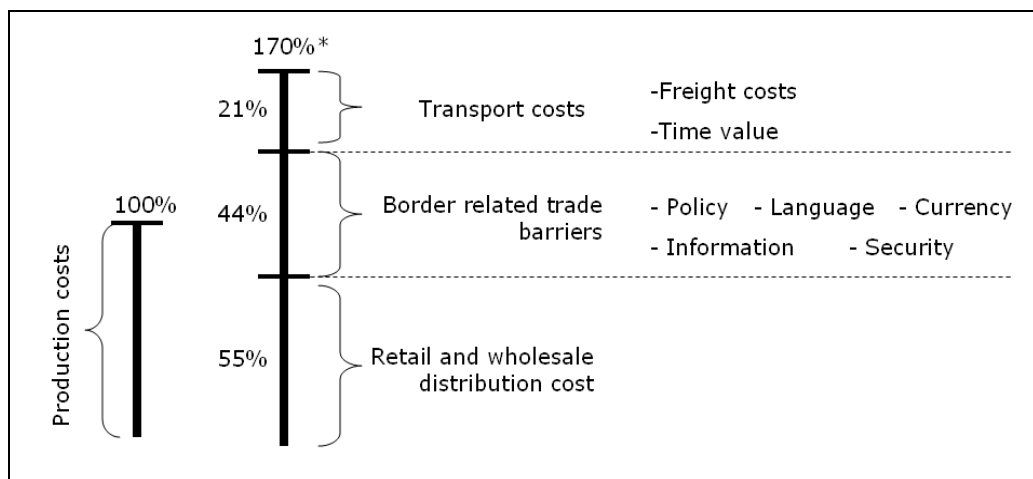 170%*
21%
Transport costs
-Freight costs
-Time value
100%
44%
Border related trade
barriers
- Policy - Language - Currency
- Information - Security
Production costs
55%
Retail and wholesale
distribution cost